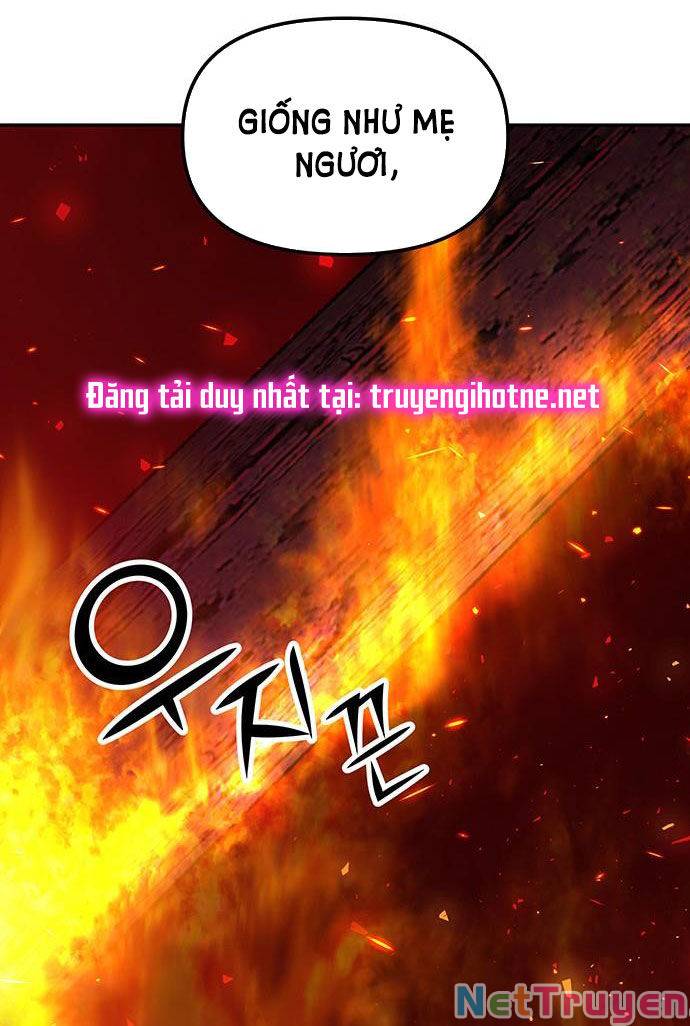 GIỐNG NHƯ MẸ
NGƯƠI,
Đăng tải duy nhất tại: truyengihotne.net
우지끈
NetTruyen